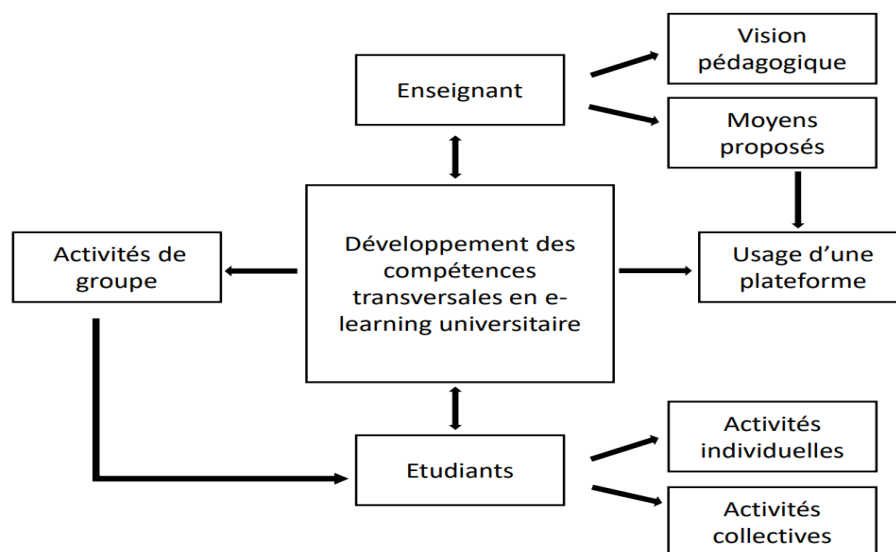 Vision
pédagogique
Enseignant
Moyens
proposés
Activités de
groupe
Développement des
compétences
transversales en e-
learning universitaire
Usage d’une
plateforme
Etudiants
Activités
individuelles
Activités
collectives